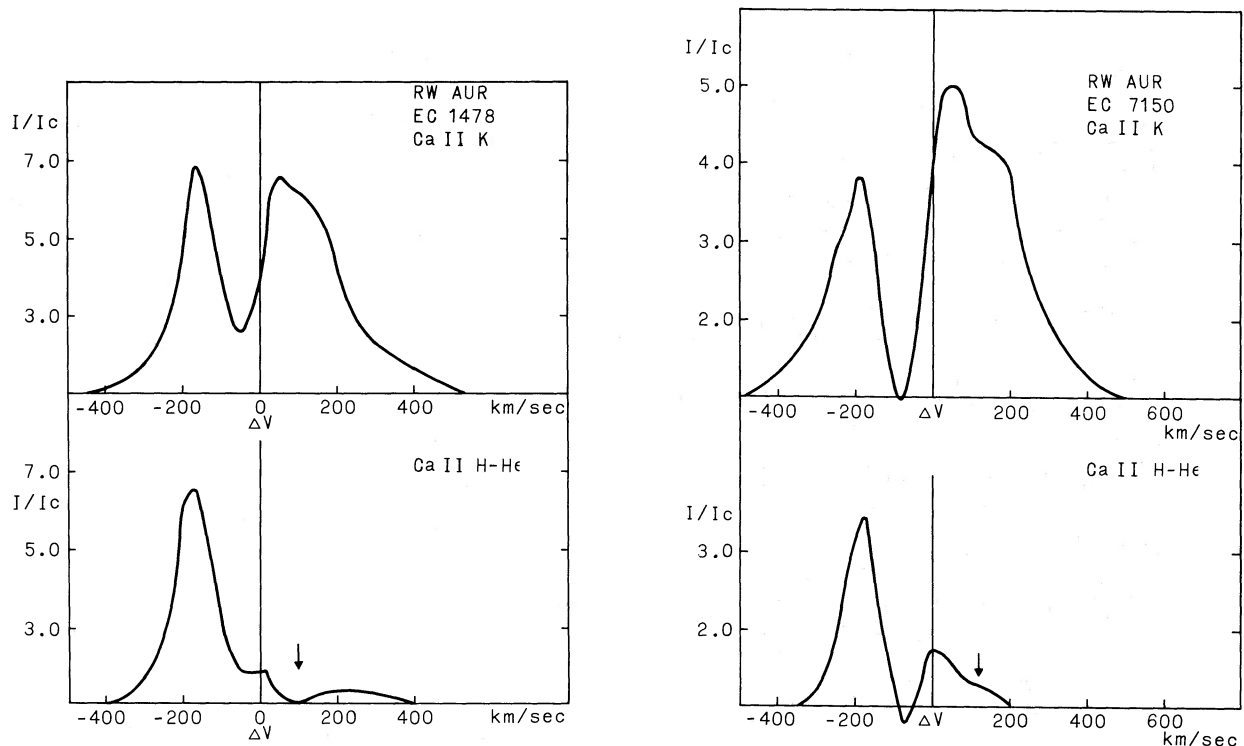 I/Ic
RW AUR
EC 1478
Ca II K
7.0
5.0
3.0
-400 -200 0 200 400 km/sec
ΔV
Ca II H-Hε
7.0
I/Ic
5.0
3.0
-400 -200 0 200 400 km/sec
ΔV
I/Ic
RW AUR
EC 7150
Ca II K
5.0
4.0
3.0
2.0
-400 -200 ΔV 200 400 600
km/sec
Ca II H-Hε
I/Ic
3.0
2.0
-400 -200 ΔV 200 400 600
km/sec